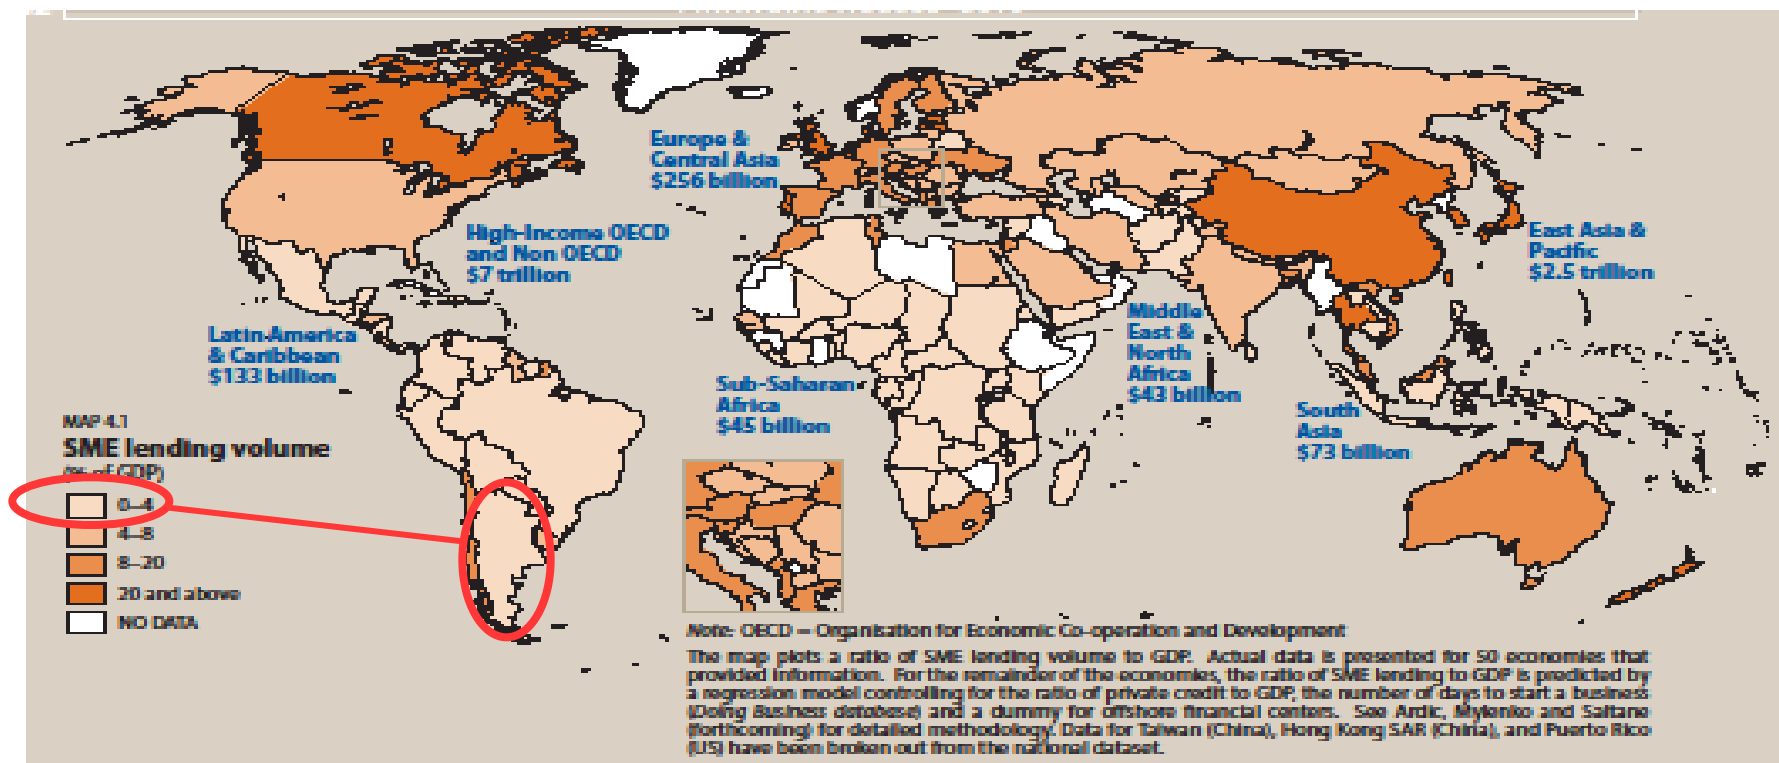 Europe &
Central Asia
$256 billion
High-Income OECD
and Non OECD
$7 trillion
East Asia &
Pacific
$2.5 trillion
Latin America
& Caribbean
$133 billion
Middle
East &
North
Africa
$43 billion
Sub-Saharan
Africa
$45 billion
South
Asia
$73 billion
MAP 4.1
SME lending volume
(% of GDP)
0–4
4–8
8–20
20 and above
NO DATA
Note: OECD = Organisation for Economic Co-operation and Development
The map plots a ratio of SME lending volume to GDP. Actual data is presented for 50 economies that
provided information. For the remainder of the economies, the ratio of SME lending to GDP is predicted by
a regression model controlling for the ratio of private credit to GDP, the number of days to start a business
(Doing Business database) and a dummy for offshore financial centers. See Ardic, Mylenko and Saltane
(forthcoming) for detailed methodology. Data for Taiwan (China), Hong Kong SAR (China), and Puerto Rico
(US) have been broken out from the national dataset.